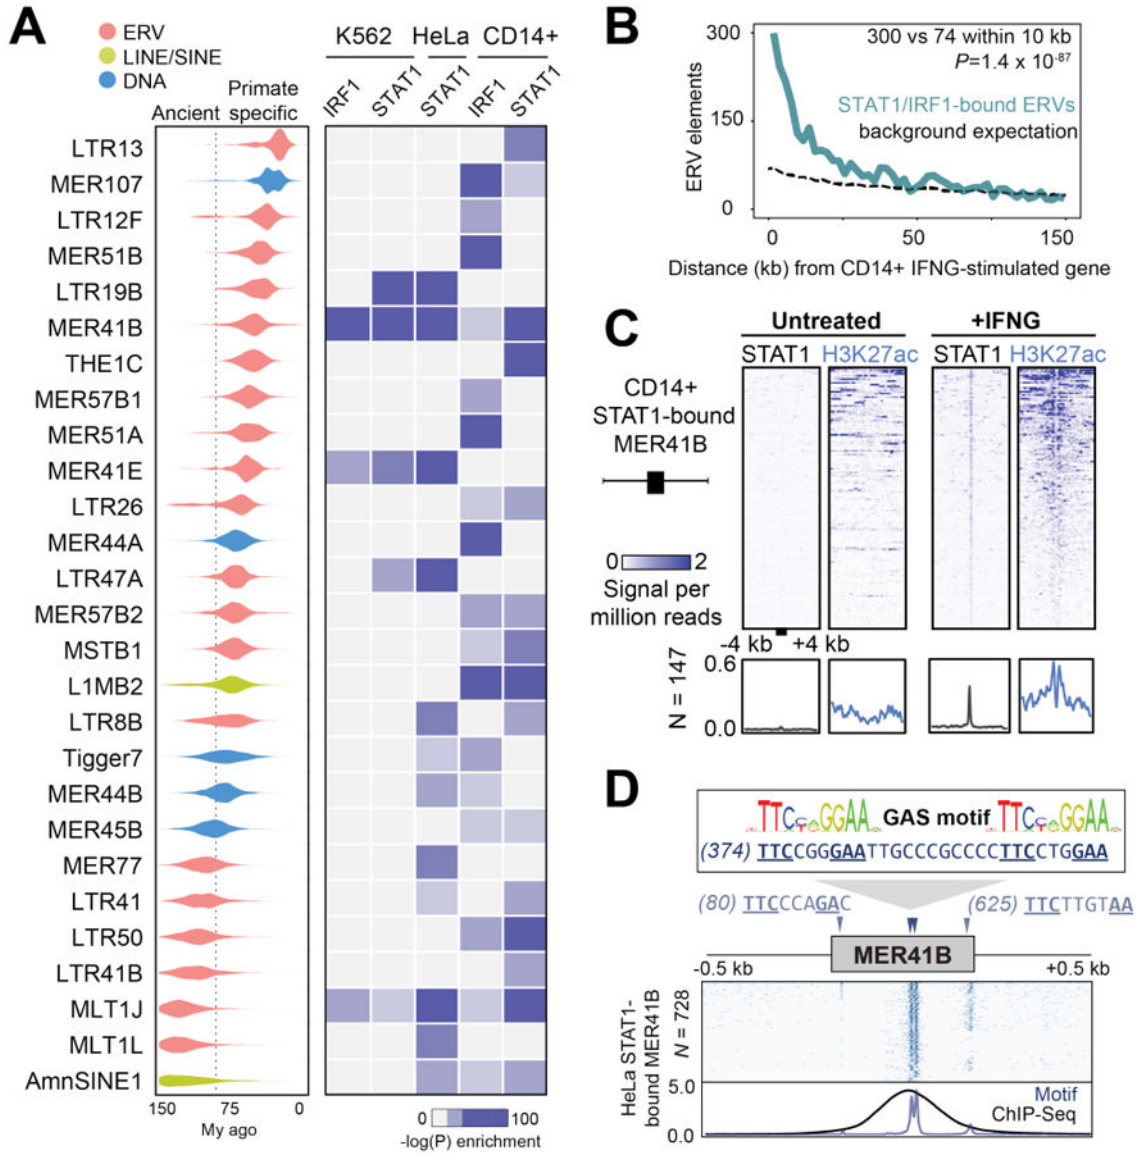 A
ERV
LINE/SINE
DNA
Ancient
Primate
specific
K562
HeLa
CD14+
IRF1
STAT1
STAT1
IRF1
STAT1
LTR13
MER107
LTR12F
MER51B
LTR19B
MER41B
THE1C
MER57B1
MER51A
MER41E
LTR26
MER44A
LTR47A
MER57B2
MSTB1
L1MB2
LTR8B
Tigger7
MER44B
MER45B
MER77
LTR41
LTR50
LTR41B
MLT1J
MLT1L
AmnSINE1
150 75 0
My ago
0 100
-log(P) enrichment
B
300
150
0
ERV elements
300 vs 74 within 10 kb
P=1.4 x 10-87
STAT1/IRF1-bound ERVs
background expectation
0 50 150
Distance (kb) from CD14+ IFNG-stimulated gene
C
Untreated
+IFNG
STAT1 H3K27ac
STAT1 H3K27ac
CD14+
STAT1-bound
MER41B
0 2
Signal per
million reads
-4 kb +4 kb
N = 147
0.6
0.0
D
TTCCTGGAA GAS motif TTCCTGGAA
(374) TTCCGGGAATTGCCCGCCCCTTCCTGGAA
(80) TTCCCAGAC
(625) TTCTTGTAA
MER41B
-0.5 kb
+0.5 kb
HeLa STAT1-
bound MER41B
N = 728
5.0
0.0
Motif
ChIP-Seq